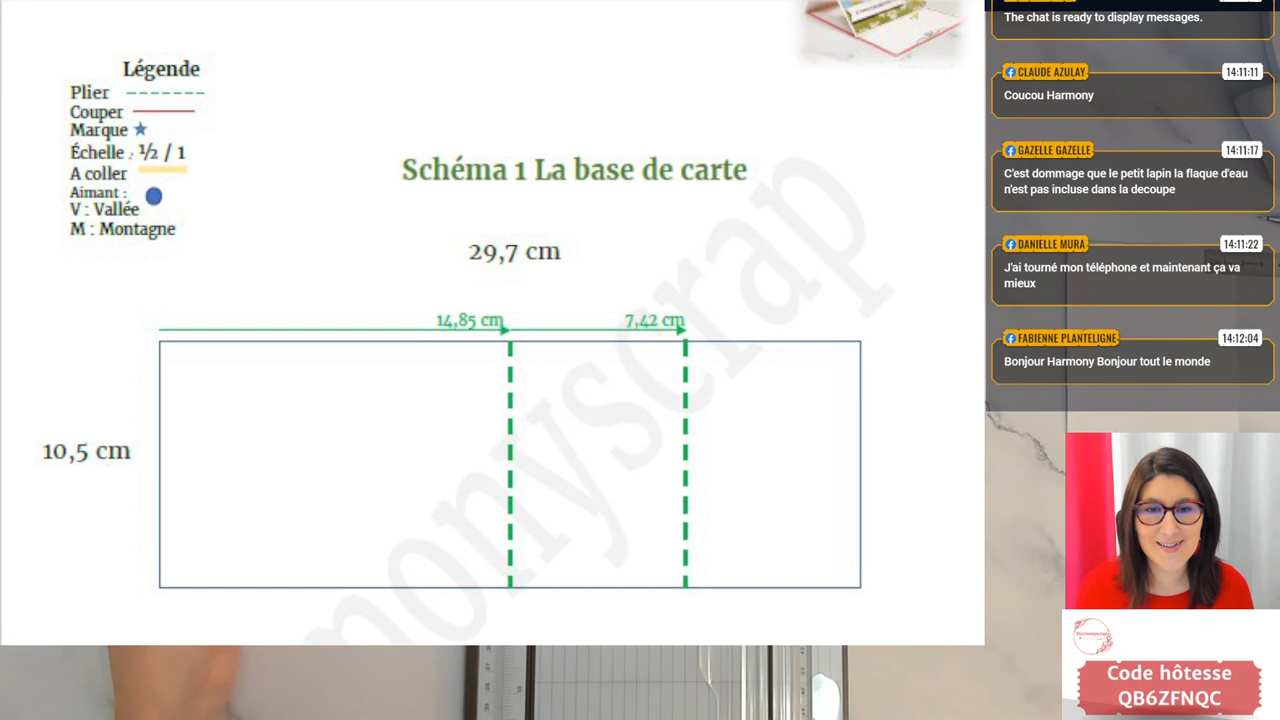 Légende
Plier
Couper
Marque
Échelle : ½ / 1
A coller
Aimant :
V : Vallée
M : Montagne
Schéma 1 La base de carte
29,7 cm
14,85 cm
7,42 cm
10,5 cm
monyscrap
The chat is ready to display messages.
CLAUDE AZULAY
14:11:11
Coucou Harmony
GAZELLE GAZELLE
14:11:17
C'est dommage que le petit lapin la flaque d'eau
n'est pas incluse dans la decoupe
DANIELLE MURA
14:11:22
J'ai tourné mon téléphone et maintenant ça va
mieux
FABIENNE PLANTELIGNE
14:12:04
Bonjour Harmony Bonjour tout le monde
Harmonyscrap
Code hôtesse
QB6ZFNQC